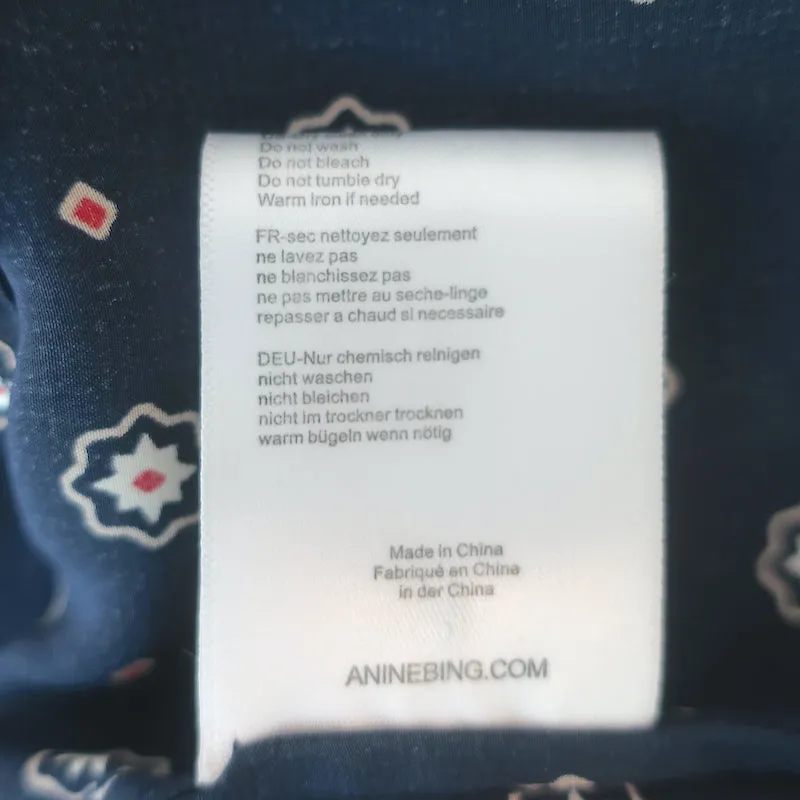 Do not wash
Do not bleach
Do not tumble dry
Warm Iron if needed
FR-sec nettoyez seulement
ne lavez pas
ne blanchissez pas
ne pas mettre au seche-linge
repasser a chaud si necessaire
DEU-Nur chemisch reinigen
nicht waschen
nicht bleichen
nicht im trockner trocknen
warm bügeln wenn nötig
Made in China
Fabriqué en China
in der China
ANINEBING.COM